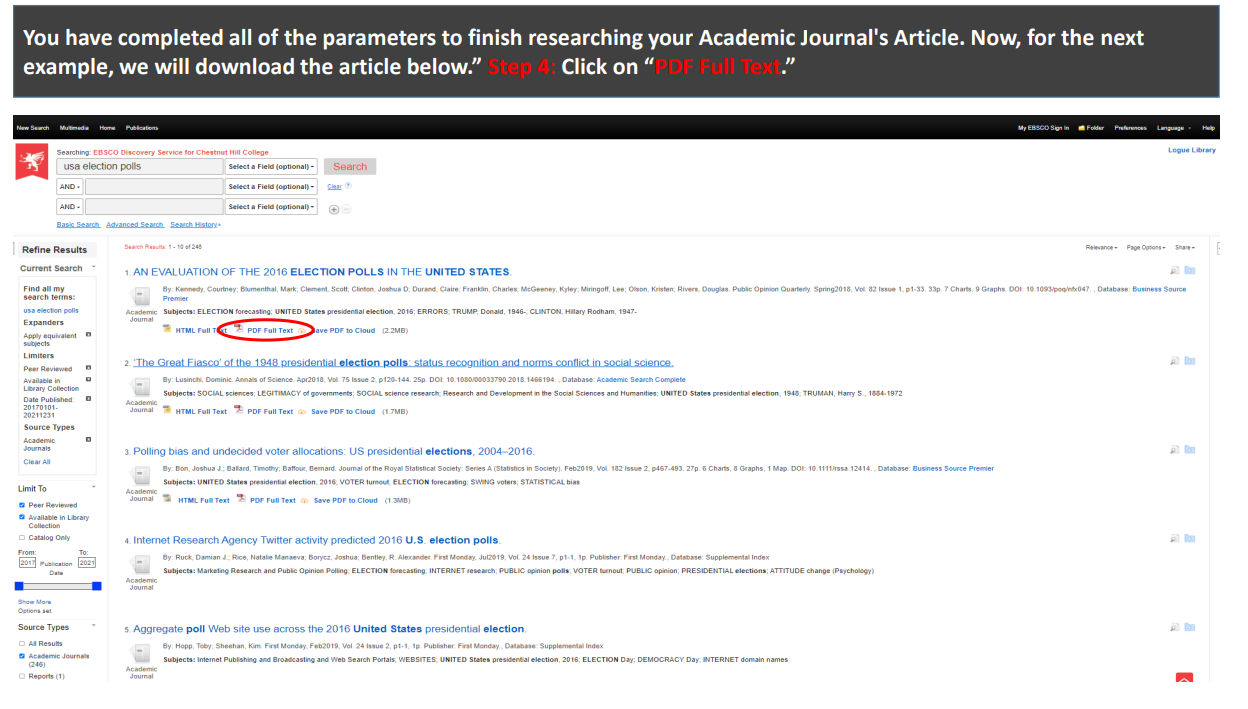 You have completed all of the parameters to finish researching your Academic Journal's Article. Now, for the next
example, we will download the article below.” Step 4: Click on “PDF Full Text.”
New Search Multimedia Home Publications My EBSCO Sign In Folder Preferences Language Help
Searching: EBSCO Discovery Service for Chestnut Hill College Logue Library
usa election polls Select a Field (optional) Search
AND Select a Field (optional) Clear ?
AND Select a Field (optional)
Basic Search Advanced Search Search History
Refine Results
Current Search
Find all my
search terms:
usa election polls
Expanders
Apply equivalent
subjects
Limiters
Peer Reviewed
Available in
Library Collection
Date Published:
20170101-
20211231
Source Types
Academic
Journals
Clear All
Limit To
Peer Reviewed
Available in Library
Collection
Catalog Only
From: To:
2017 Publication 2021
Date
Show More
Options set
Source Types
All Results
Academic Journals
(246)
Reports (1)
Search Results: 1 - 10 of 246 Relevance Page Options Share
1. AN EVALUATION OF THE 2016 ELECTION POLLS IN THE UNITED STATES.
By: Kennedy, Courtney; Blumenthal, Mark; Clement, Scott; Clinton, Joshua D; Durand, Claire; Franklin, Charles; McGeeney, Kyley; Miringoff, Lee; Olson, Kristen; Rivers, Douglas. Public Opinion Quarterly. Spring2018, Vol. 82 Issue 1, p1-33. 33p. 7 Charts, 9 Graphs. DOI: 10.1093/poq/nfx047. , Database: Business Source
Premier
Academic
Journal
Subjects: ELECTION forecasting; UNITED States presidential election, 2016; ERRORS; TRUMP, Donald, 1946-; CLINTON, Hillary Rodham, 1947-
HTML Full Text PDF Full Text Save PDF to Cloud (2.2MB)
2. 'The Great Fiasco' of the 1948 presidential election polls: status recognition and norms conflict in social science.
By: Lusinchi, Dominic. Annals of Science. Apr2018, Vol. 75 Issue 2, p120-144. 25p. DOI: 10.1080/00033790.2018.1466194. , Database: Academic Search Complete
Subjects: SOCIAL sciences; LEGITIMACY of governments; SOCIAL science research; Research and Development in the Social Sciences and Humanities; UNITED States presidential election, 1948; TRUMAN, Harry S., 1884-1972
Academic
Journal
HTML Full Text PDF Full Text Save PDF to Cloud (1.7MB)
3. Polling bias and undecided voter allocations: US presidential elections, 2004–2016.
By: Bon, Joshua J.; Ballard, Timothy; Baffour, Bernard. Journal of the Royal Statistical Society: Series A (Statistics in Society). Feb2019, Vol. 182 Issue 2, p467-493. 27p. 6 Charts, 8 Graphs, 1 Map. DOI: 10.1111/rssa.12414. , Database: Business Source Premier
Subjects: UNITED States presidential election, 2016; VOTER turnout; ELECTION forecasting; SWING voters; STATISTICAL bias
Academic
Journal
HTML Full Text PDF Full Text Save PDF to Cloud (1.3MB)
4. Internet Research Agency Twitter activity predicted 2016 U.S. election polls.
By: Ruck, Damian J.; Rice, Natalie Manaeva; Borycz, Joshua; Bentley, R. Alexander. First Monday, Jul2019, Vol. 24 Issue 7, p1-1, 1p. Publisher: First Monday., Database: Supplemental Index
Subjects: Marketing Research and Public Opinion Polling; ELECTION forecasting; INTERNET research; PUBLIC opinion polls; VOTER turnout; PUBLIC opinion; PRESIDENTIAL elections; ATTITUDE change (Psychology)
Academic
Journal
5. Aggregate poll Web site use across the 2016 United States presidential election.
By: Hopp, Toby; Sheehan, Kim. First Monday, Feb2019, Vol. 24 Issue 2, p1-1, 1p. Publisher: First Monday., Database: Supplemental Index
Subjects: Internet Publishing and Broadcasting and Web Search Portals; WEBSITES; UNITED States presidential election, 2016; ELECTION Day; DEMOCRACY Day; INTERNET domain names
Academic
Journal